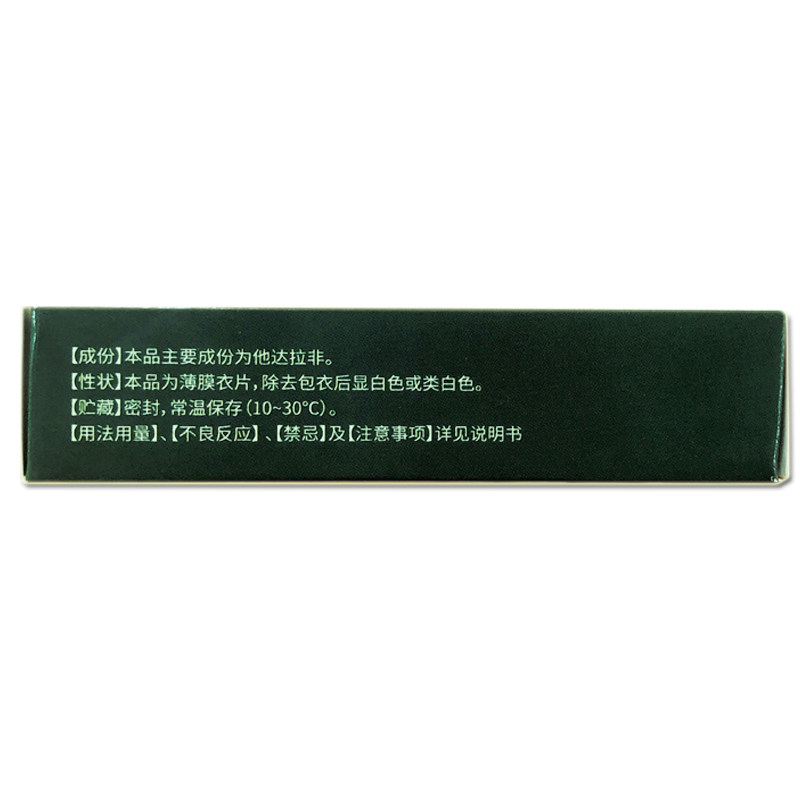 【成份】本品主要成份为他达拉非。
【性状】本品为薄膜衣片,除去包衣后显白色或类白色。
【贮藏】密封,常温保存(10~30℃)。
【用法用量】、【不良反应】、【禁忌】及【注意事项】详见说明书